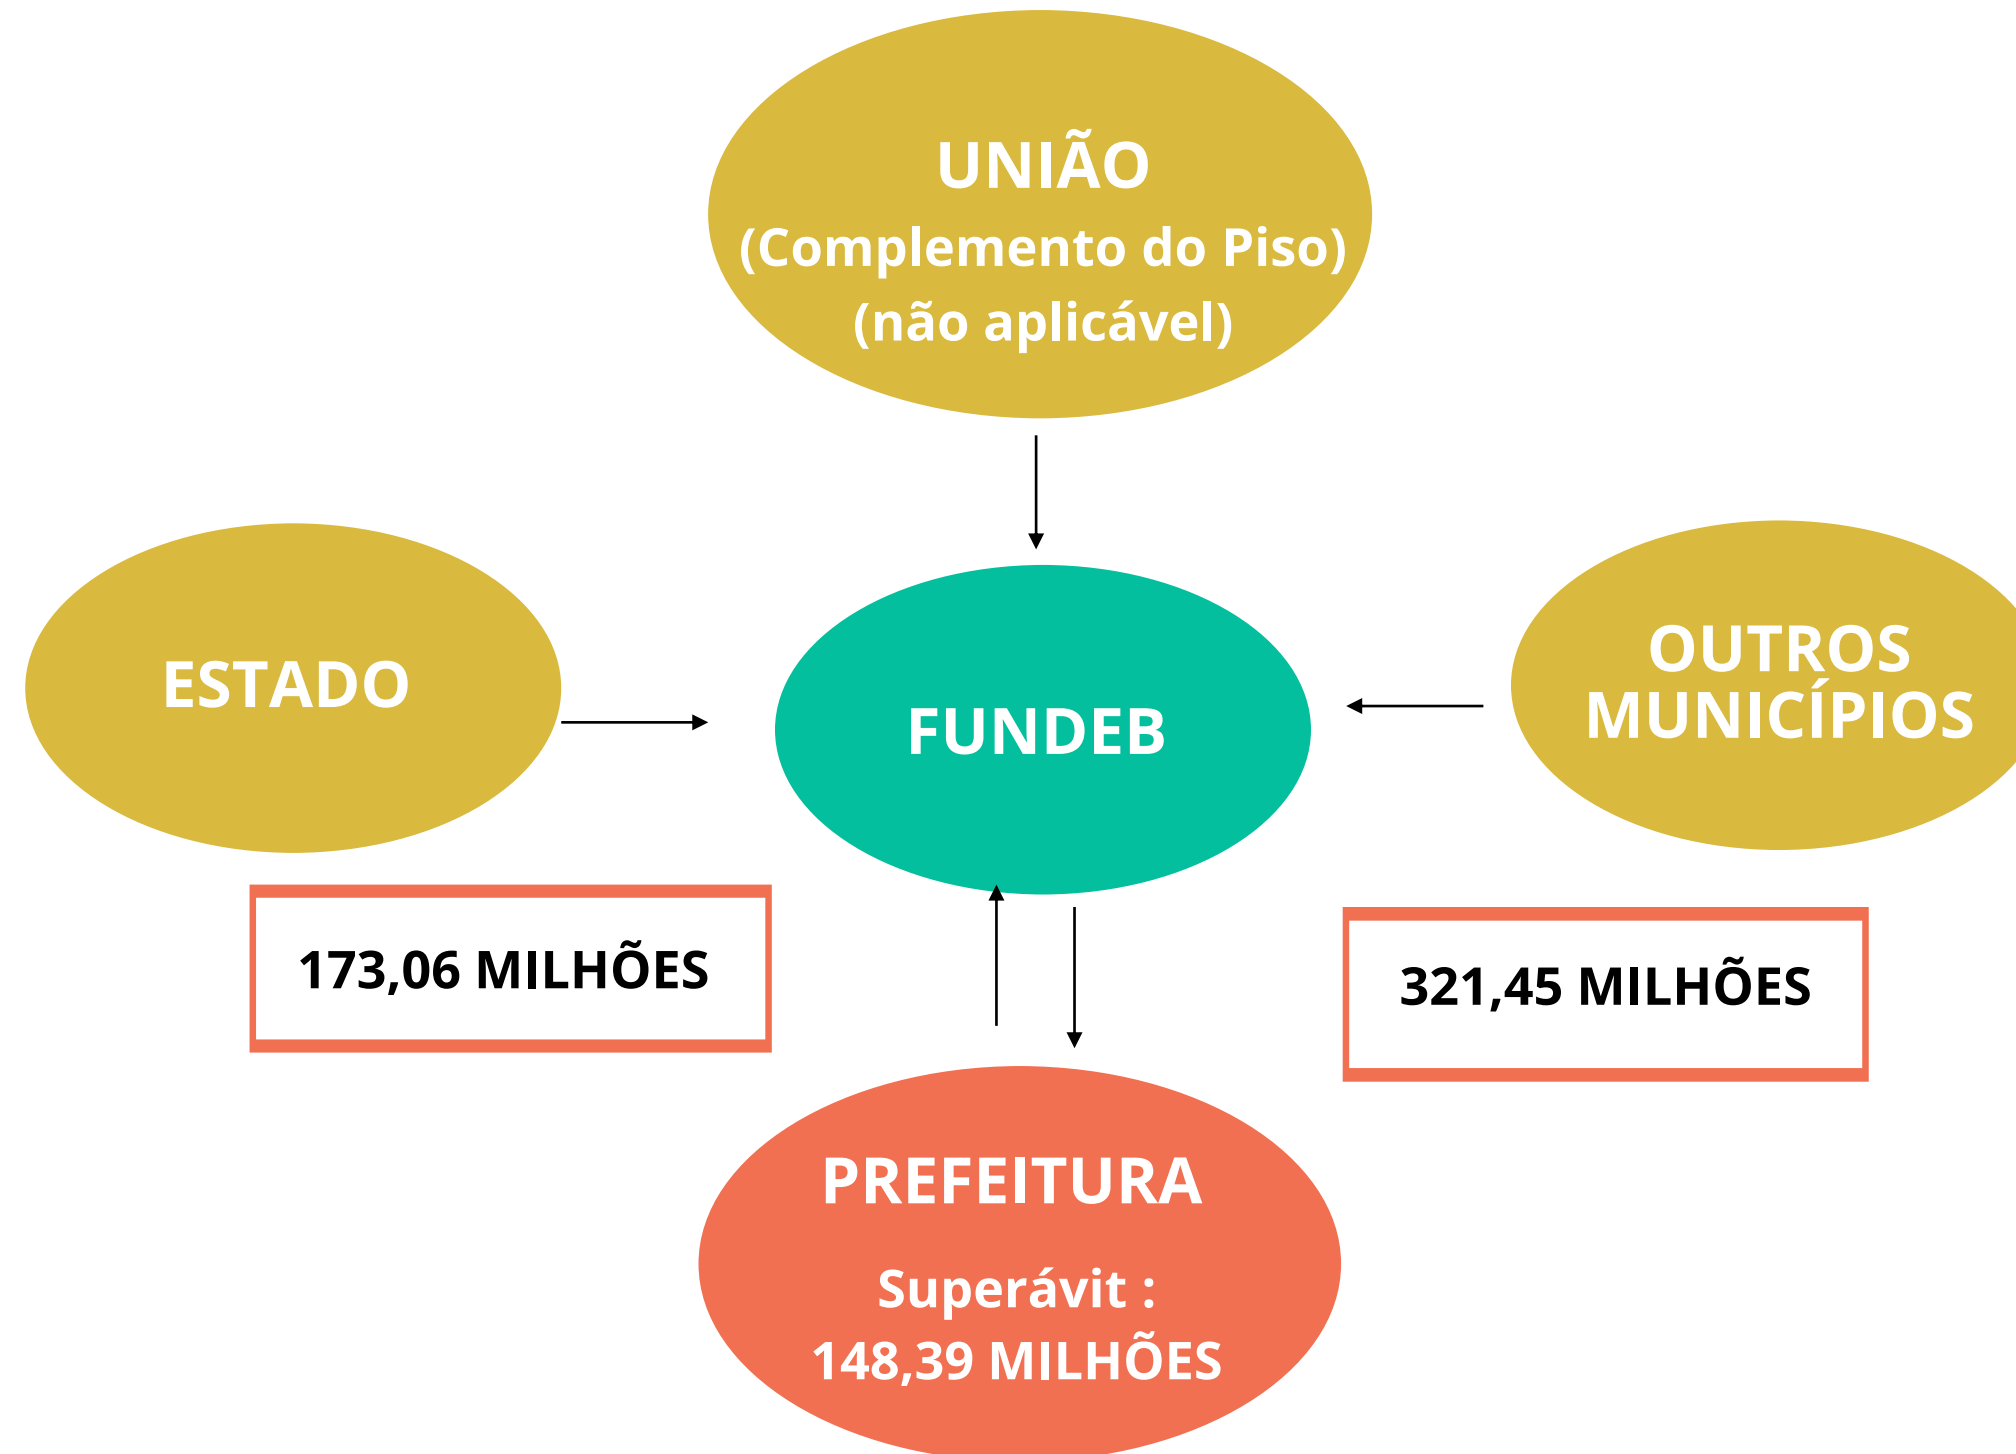 UNIÃO
(Complemento do Piso)
(não aplicável)
ESTADO
FUNDEB
OUTROS
MUNICÍPIOS
173,06 MILHÕES
321,45 MILHÕES
PREFEITURA
Superávit :
148,39 MILHÕES